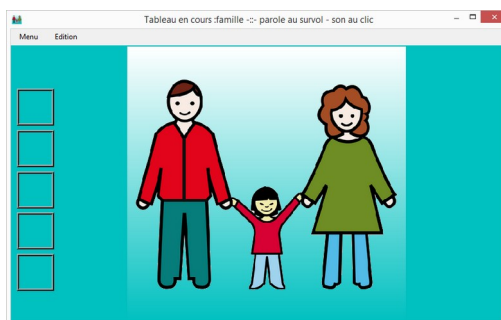 Tableau en cours :famille -::- parole au survol - son au clic
Menu Edition